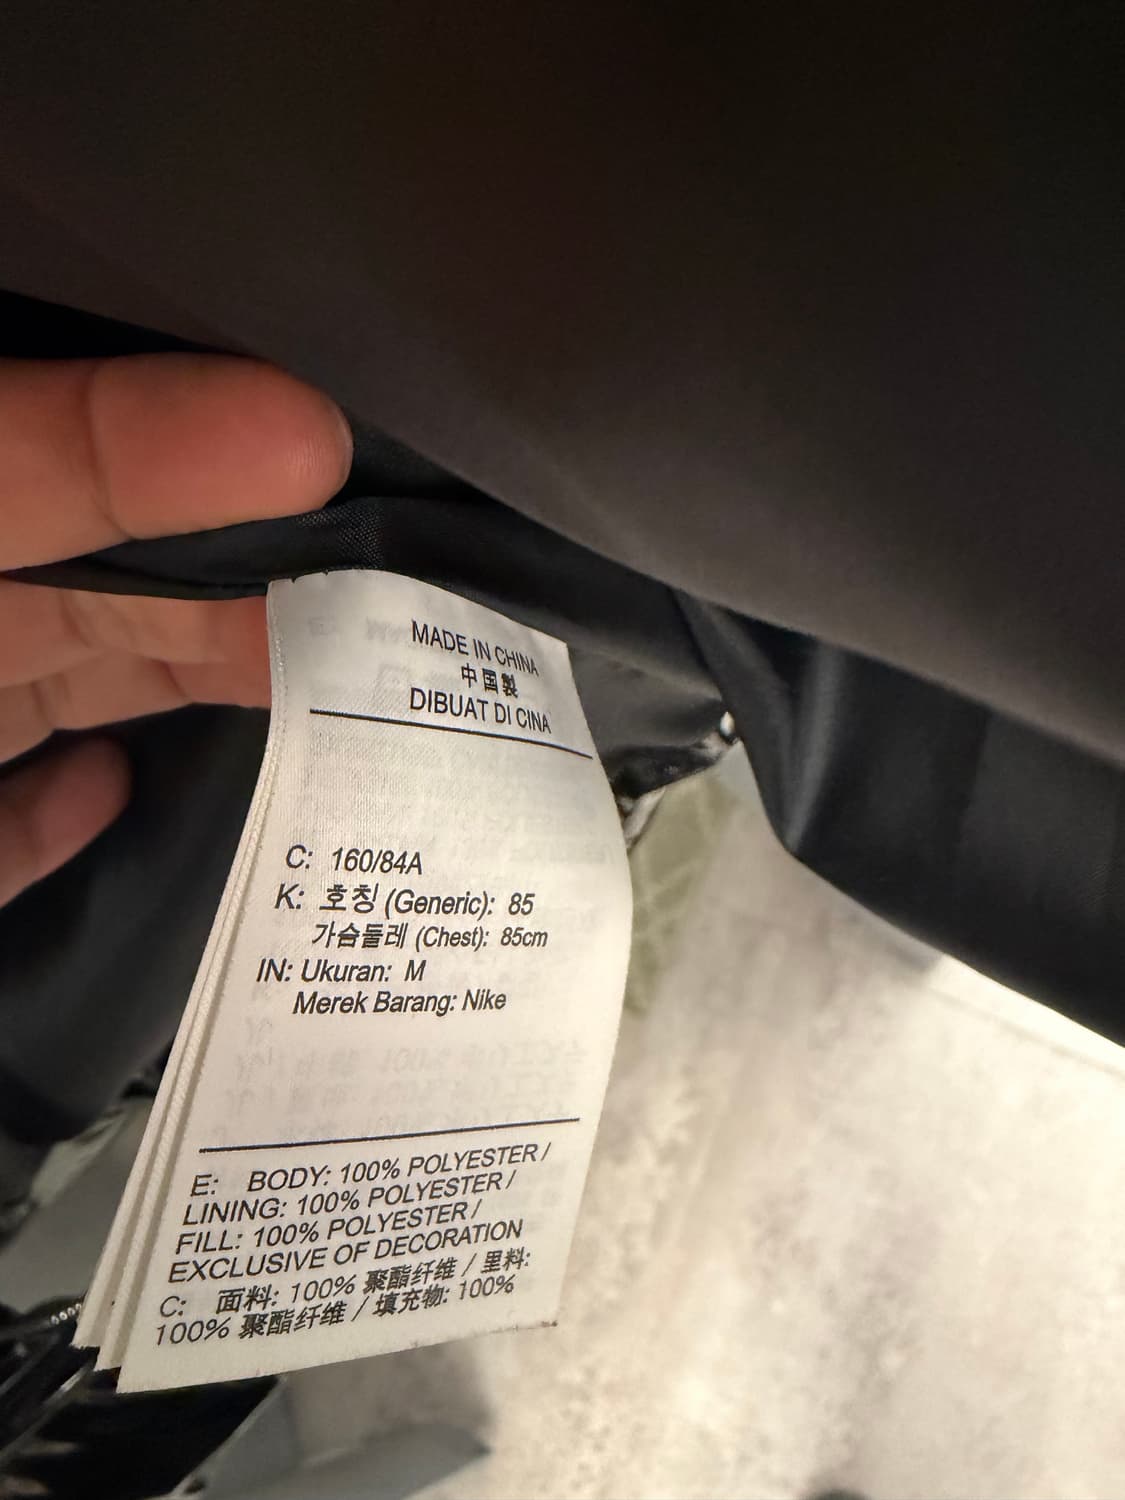 MADE IN CHINA
中国製
DIBUAT DI CINA
C: 160/84A
K: 호칭 (Generic): 85
가슴둘레 (Chest): 85cm
IN: Ukuran: M
Merek Barang: Nike
E: BODY: 100% POLYESTER /
LINING: 100% POLYESTER /
FILL: 100% POLYESTER /
EXCLUSIVE OF DECORATION
C: 面料: 100% 聚酯纤维 / 里料:
100% 聚酯纤维 / 填充物: 100%